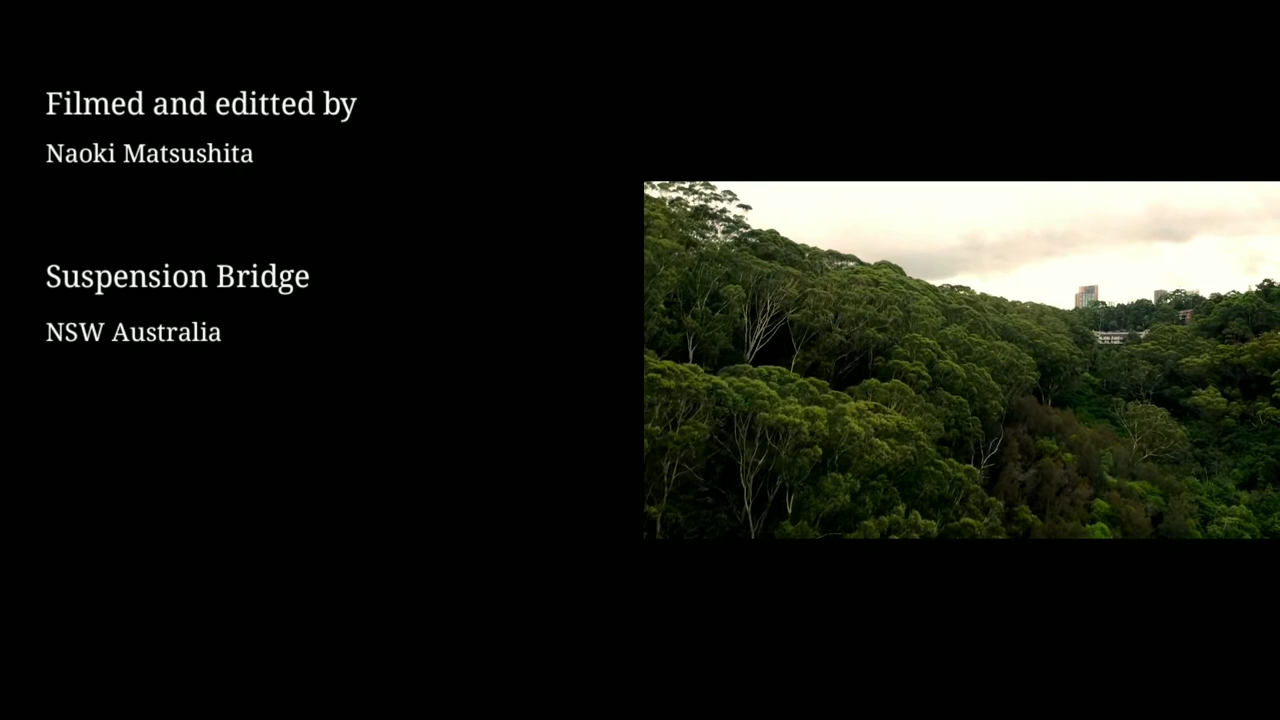 Filmed and editted by
Naoki Matsushita
Suspension Bridge
NSW Australia